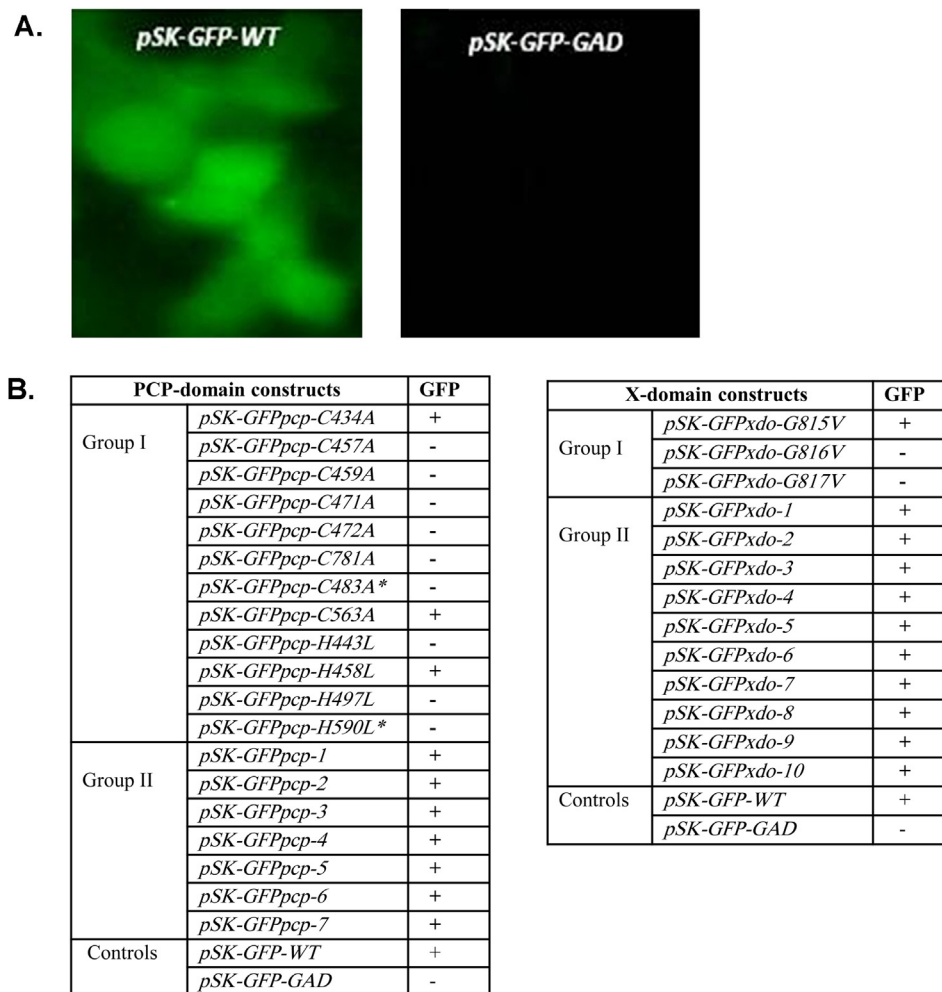 A.
pSK-GFP-WT
pSK-GFP-GAD
B.
PCP-domain constructs GFP
Group I pSK-GFPpcp-C434A +
pSK-GFPpcp-C457A -
pSK-GFPpcp-C459A -
pSK-GFPpcp-C471A -
pSK-GFPpcp-C472A -
pSK-GFPpcp-C781A -
pSK-GFPpcp-C483A* -
pSK-GFPpcp-C563A +
pSK-GFPpcp-H443L -
pSK-GFPpcp-H458L +
pSK-GFPpcp-H497L -
pSK-GFPpcp-H590L* -
Group II pSK-GFPpcp-1 +
pSK-GFPpcp-2 +
pSK-GFPpcp-3 +
pSK-GFPpcp-4 +
pSK-GFPpcp-5 +
pSK-GFPpcp-6 +
pSK-GFPpcp-7 +
Controls pSK-GFP-WT +
pSK-GFP-GAD -
X-domain constructs GFP
Group I pSK-GFPxdo-G815V +
pSK-GFPxdo-G816V -
pSK-GFPxdo-G817V -
Group II pSK-GFPxdo-1 +
pSK-GFPxdo-2 +
pSK-GFPxdo-3 +
pSK-GFPxdo-4 +
pSK-GFPxdo-5 +
pSK-GFPxdo-6 +
pSK-GFPxdo-7 +
pSK-GFPxdo-8 +
pSK-GFPxdo-9 +
pSK-GFPxdo-10 +
Controls pSK-GFP-WT +
pSK-GFP-GAD -